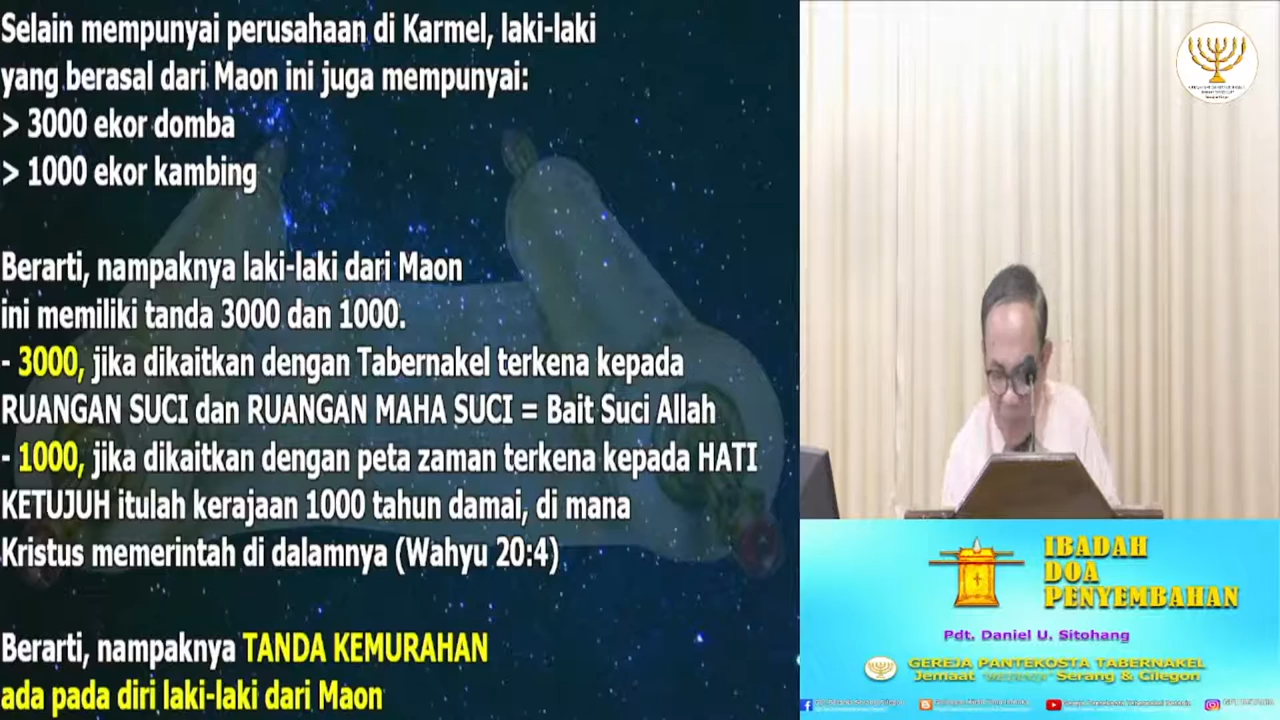 Selain mempunyai perusahaan di Karmel, laki-laki
yang berasal dari Maon ini juga mempunyai:
> 3000 ekor domba
> 1000 ekor kambing
Berarti, nampaknya laki-laki dari Maon
ini memiliki tanda 3000 dan 1000.
- 3000, jika dikaitkan dengan Tabernakel terkena kepada
RUANGAN SUCI dan RUANGAN MAHA SUCI = Bait Suci Allah
- 1000, jika dikaitkan dengan peta zaman terkena kepada HATI
KETUJUH itulah kerajaan 1000 tahun damai, di mana
Kristus memerintah di dalamnya (Wahyu 20:4)
Berarti, nampaknya TANDA KEMURAHAN
ada pada diri laki-laki dari Maon
IBADAH
DOA
PENYEMBAHAN
Pdt. Daniel U. Sitohang
GEREJA PANTEKOSTA TABERNAKEL
Jemaat "BETANIA" Serang & Cilegon